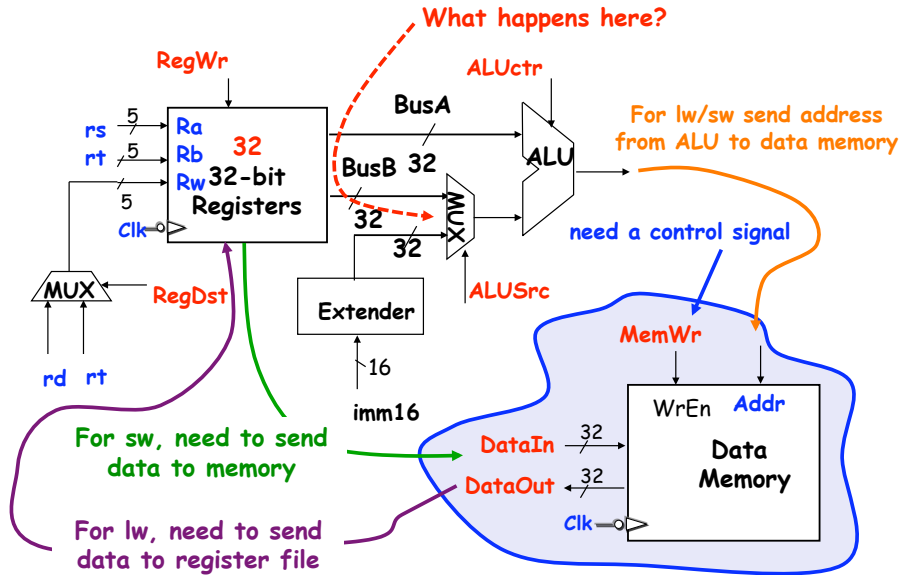 What happens here?
RegWr
ALUctr
BusA
For lw/sw send address
from ALU to data memory
5
rs
Ra
32
ALU
5
rt
Rb
32
32-bit
BusB
Rw
5
Registers
32
MUX
32
Clk
need a control signal
MUX
RegDst
ALUSrc
Extender
MemWr
16
rd
rt
imm16
WrEn
Addr
For sw, need to send
data to memory
DataIn
32
Data
Memory
DataOut
32
Clk
For lw, need to send
data to register file